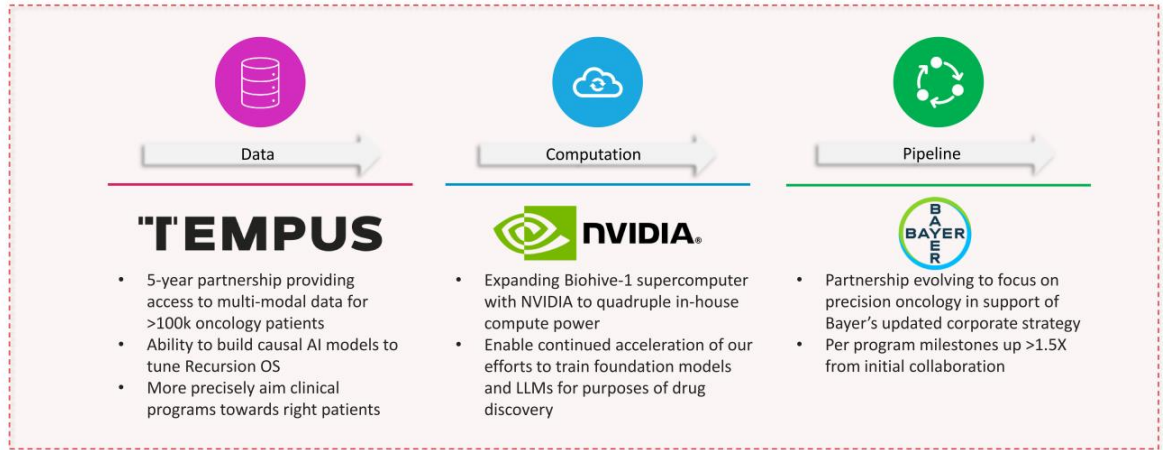 Data
TEMPUS
• 5-year partnership providing
access to multi-modal data for
>100k oncology patients
• Ability to build causal AI models to
tune Recursion OS
• More precisely aim clinical
programs towards right patients
Computation
NVIDIA®
• Expanding Biohive-1 supercomputer
with NVIDIA to quadruple in-house
compute power
• Enable continued acceleration of our
efforts to train foundation models
and LLMs for purposes of drug
discovery
Pipeline
BAYER
BAYER
• Partnership evolving to focus on
precision oncology in support of
Bayer’s updated corporate strategy
• Per program milestones up >1.5X
from initial collaboration